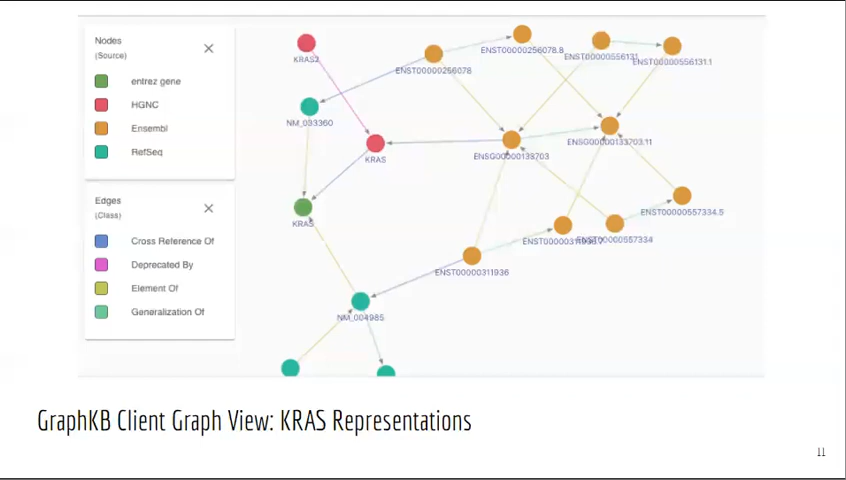 Nodes
(Source)
entrez gene
HGNC
Ensembl
RefSeq
Edges
(Class)
Cross Reference Of
Deprecated By
Element Of
Generalization Of
KRAS2
ENST00000256078
ENST00000256078.8
ENST00000556131
ENST00000556131.1
NM_033360
KRAS
ENSG00000133703
ENSG00000133703.11
KRAS
ENST00000557334.5
ENST00000557334
ENST00000311936
NM_004985
GraphKB Client Graph View: KRAS Representations
11